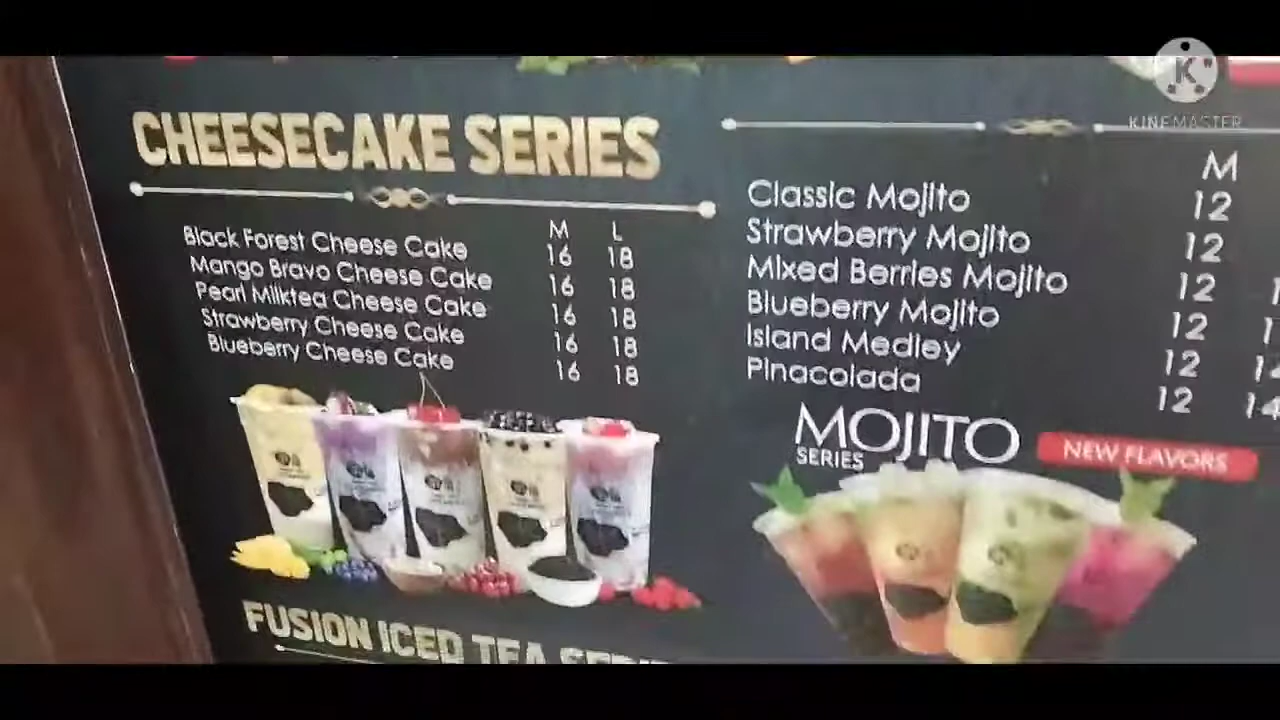 CHEESECAKE SERIES
M L
Black Forest Cheese Cake 16 18
Mango Bravo Cheese Cake 16 18
Pearl Milktea Cheese Cake 16 18
Strawberry Cheese Cake 16 18
Blueberry Cheese Cake 16 18
FUSION ICED TEA
M
Classic Mojito 12
Strawberry Mojito 12
Mixed Berries Mojito 12
Blueberry Mojito 12
Island Medley 12
Pinacolada 12 14
MOJITO
SERIES
NEW FLAVORS
KINEMASTER